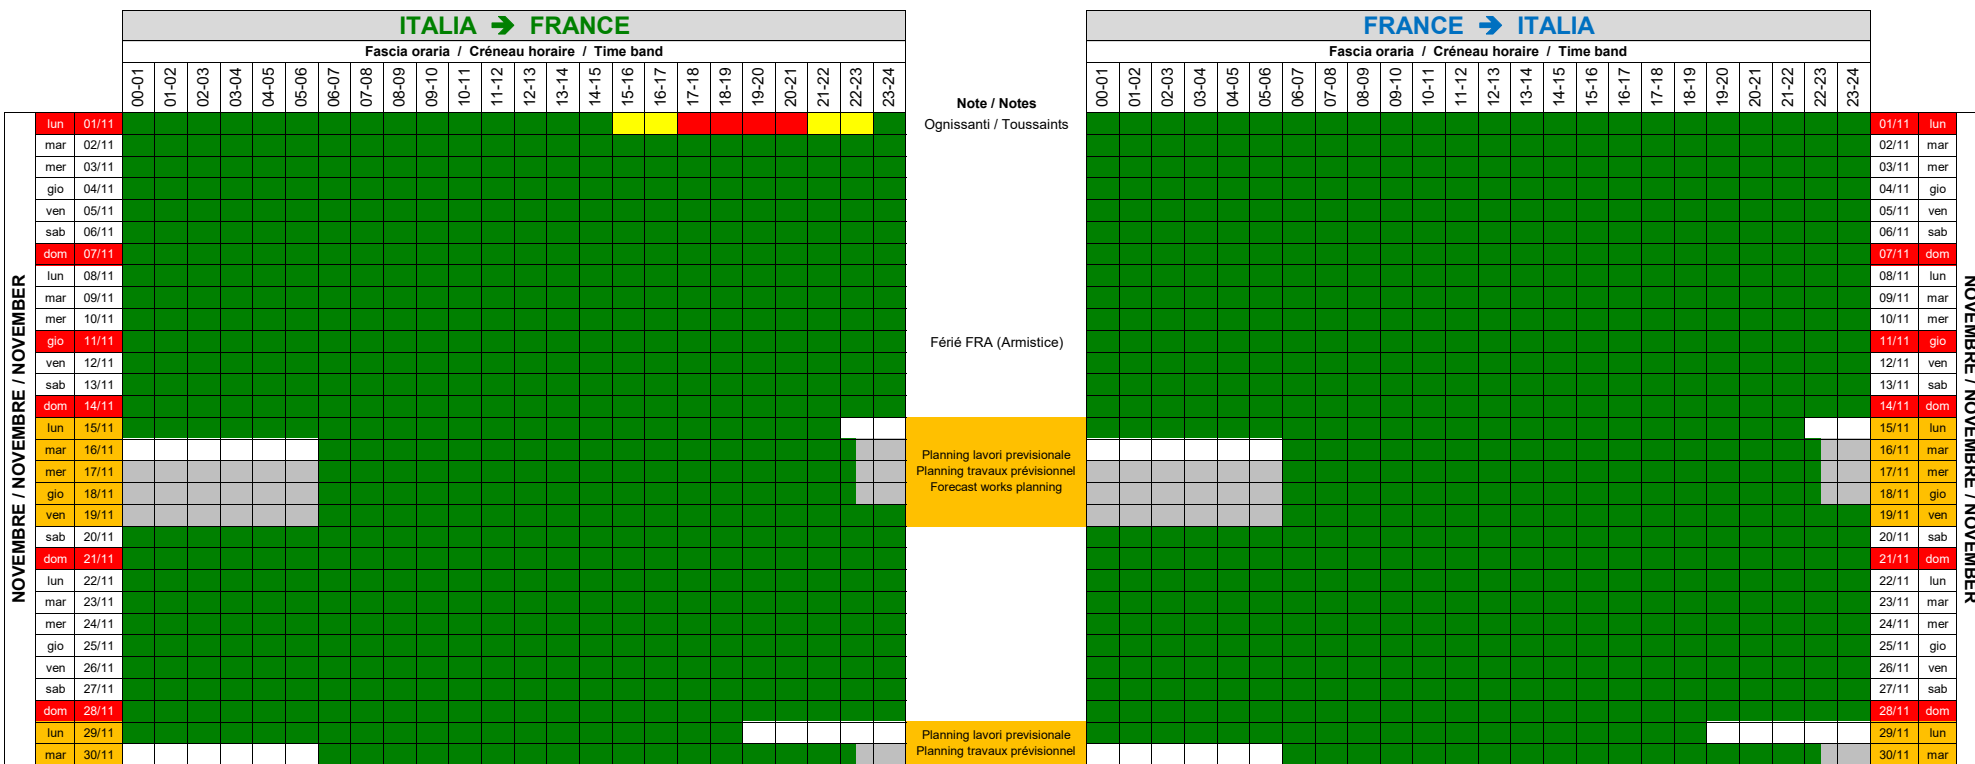 ITALIA ➔ FRANCE
FRANCE ➔ ITALIA
Fascia oraria / Créneau horaire / Time band
Fascia oraria / Créneau horaire / Time band
00-01 01-02 02-03 03-04 04-05 05-06 06-07 07-08 08-09 09-10 10-11 11-12 12-13 13-14 14-15 15-16 16-17 17-18 18-19 19-20 20-21 21-22 22-23 23-24
Note / Notes
00-01 01-02 02-03 03-04 04-05 05-06 06-07 07-08 08-09 09-10 10-11 11-12 12-13 13-14 14-15 15-16 16-17 17-18 18-19 19-20 20-21 21-22 22-23 23-24
NOVEMBRE / NOVEMBRE / NOVEMBER
lun 01/11 Ognissanti / Toussaints 01/11 lun
mar 02/11 02/11 mar
mer 03/11 03/11 mer
gio 04/11 04/11 gio
ven 05/11 05/11 ven
sab 06/11 06/11 sab
dom 07/11 07/11 dom
lun 08/11 08/11 lun
mar 09/11 09/11 mar
mer 10/11 10/11 mer
gio 11/11 Férié FRA (Armistice) 11/11 gio
ven 12/11 12/11 ven
sab 13/11 13/11 sab
dom 14/11 14/11 dom
lun 15/11 15/11 lun
mar 16/11 Planning lavori previsionale 16/11 mar
mer 17/11 Planning travaux prévisionnel 17/11 mer
gio 18/11 Forecast works planning 18/11 gio
ven 19/11 19/11 ven
sab 20/11 20/11 sab
dom 21/11 21/11 dom
lun 22/11 22/11 lun
mar 23/11 23/11 mar
mer 24/11 24/11 mer
gio 25/11 25/11 gio
ven 26/11 26/11 ven
sab 27/11 27/11 sab
dom 28/11 28/11 dom
lun 29/11 Planning lavori previsionale 29/11 lun
mar 30/11 Planning travaux prévisionnel 30/11 mar
NOVEMBRE / NOVEMBRE / NOVEMBER